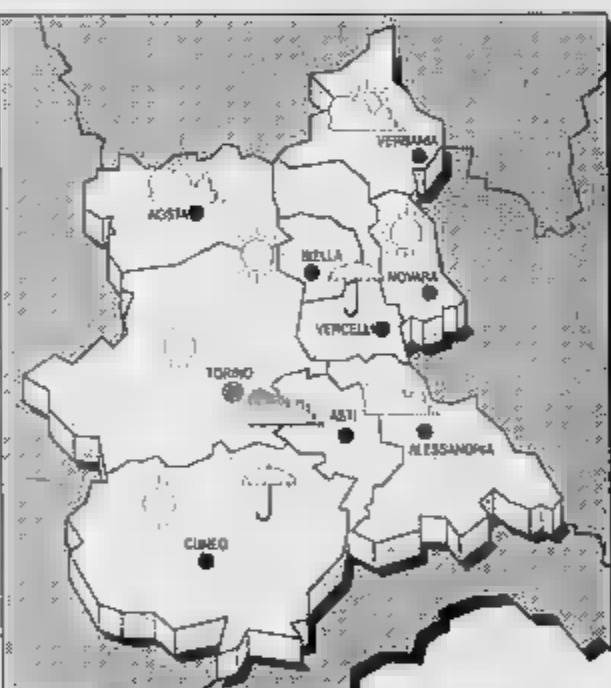 VERBANIA
AOSTA
BIELLA
NOVARA
VERCELLI
TORINO
ASTI
ALESSANDRIA
CUNEO